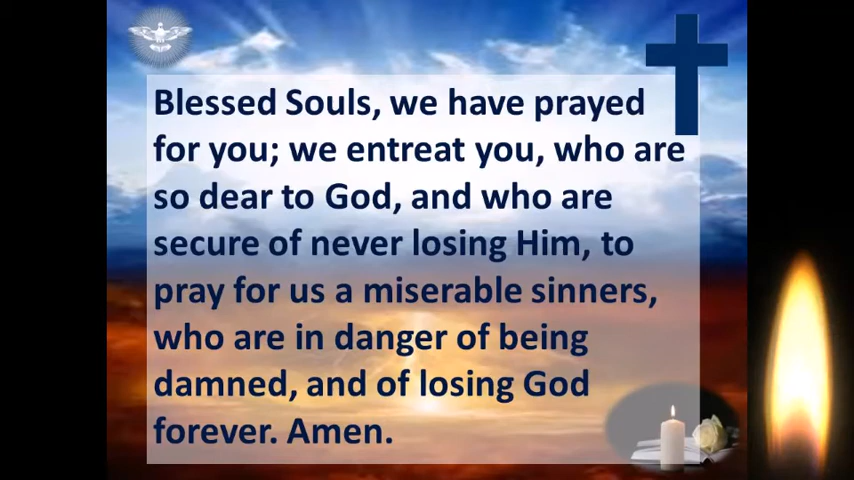 Blessed Souls, we have prayed
for you; we entreat you, who are
so dear to God, and who are
secure of never losing Him, to
pray for us a miserable sinners,
who are in danger of being
damned, and of losing God
forever. Amen.